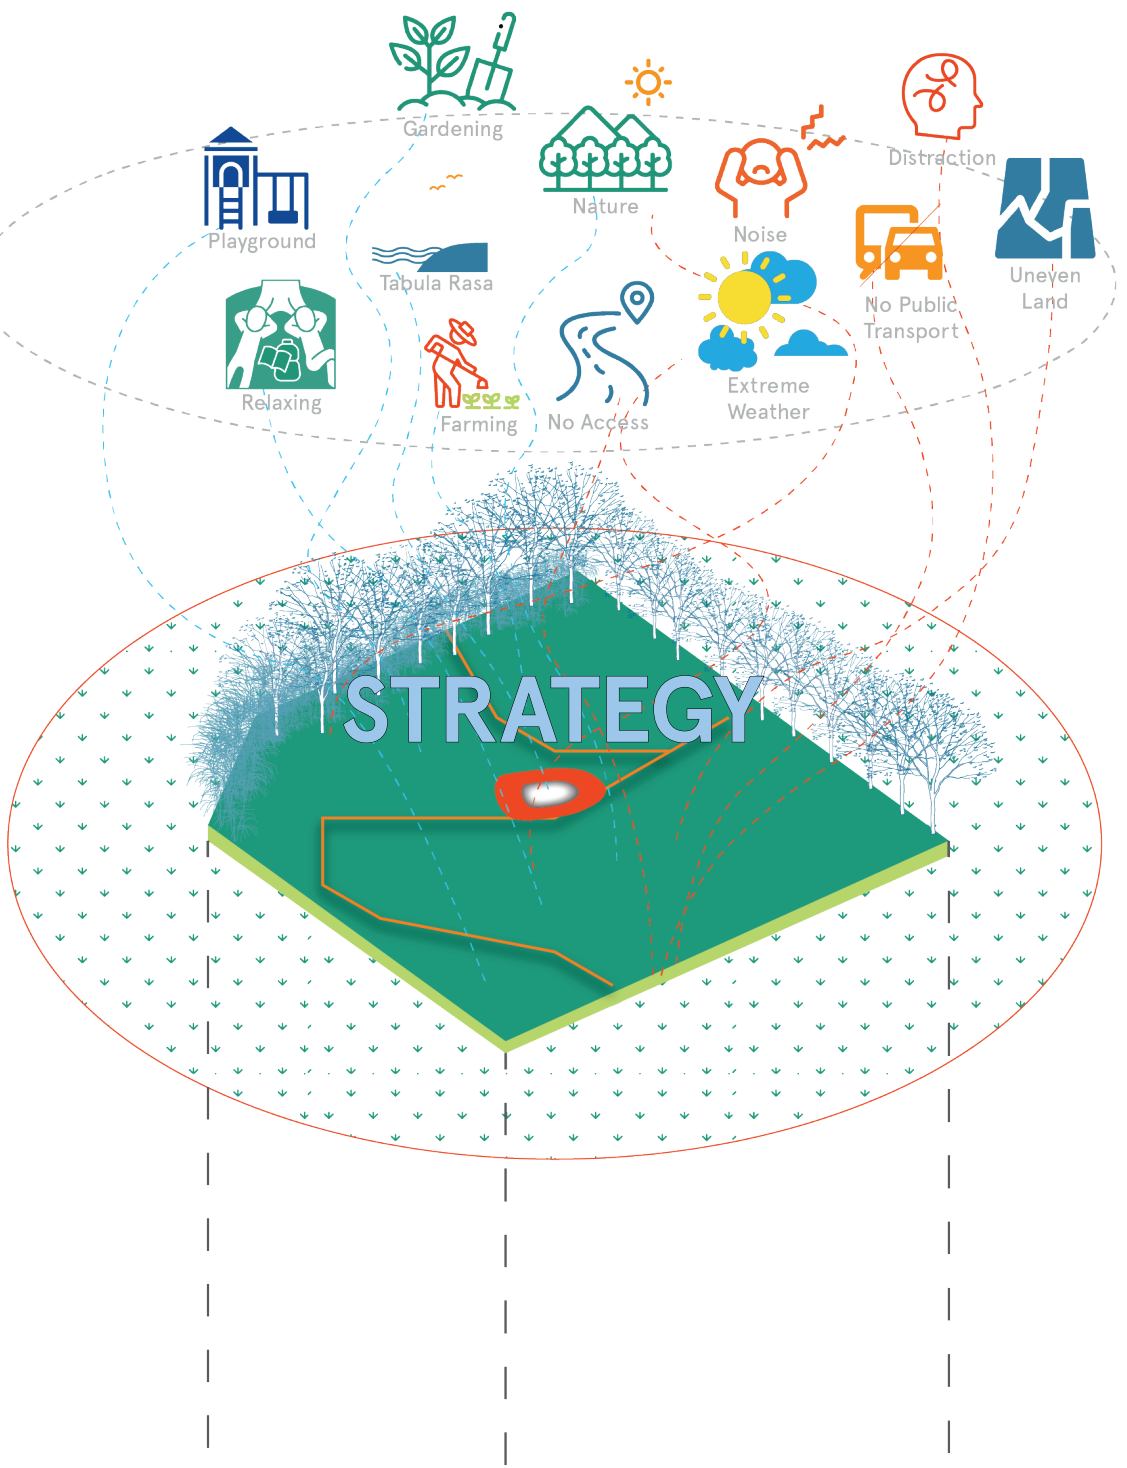 Gardening
Distraction
Playground
Nature
Noise
Tabula Rasa
Uneven
Land
No Public
Transport
Relaxing
Farming
No Access
Extreme
Weather
STRATEGY